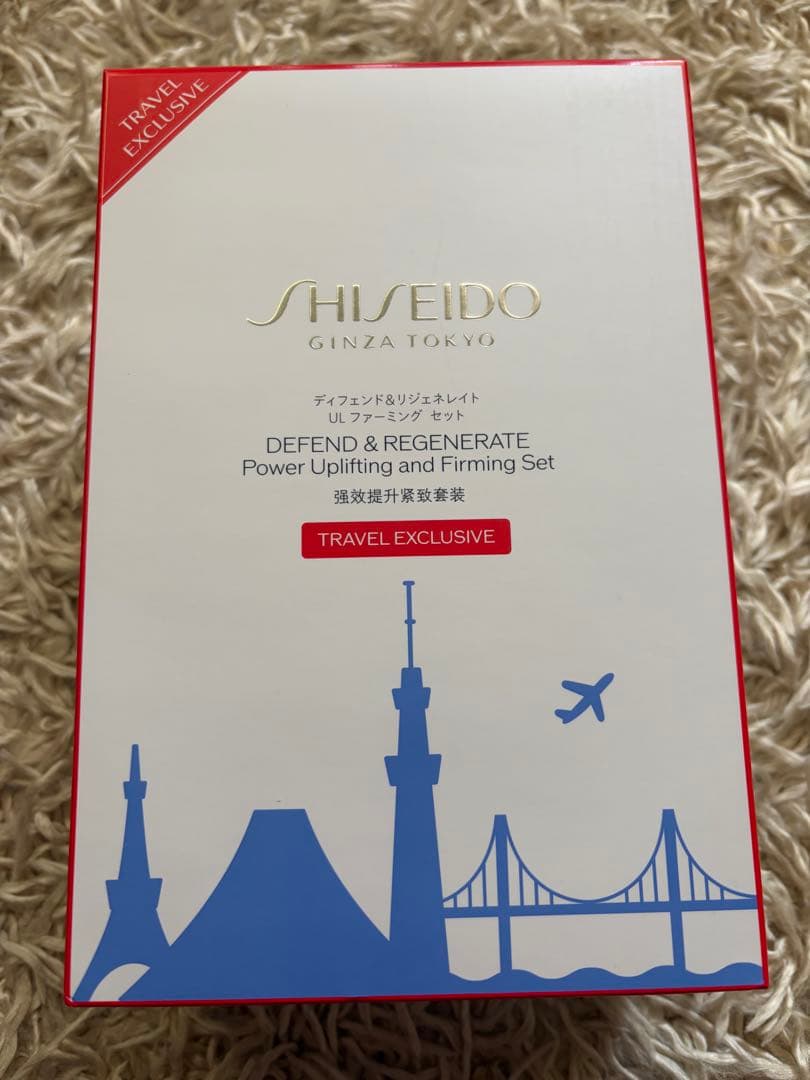 TRAVEL
EXCLUSIVE
SHISEIDO
GINZA TOKYO
ディフェンド&リジェネレイト
UL ファーミング セット
DEFEND & REGENERATE
Power Uplifting and Firming Set
强效提升紧致套装
TRAVEL EXCLUSIVE